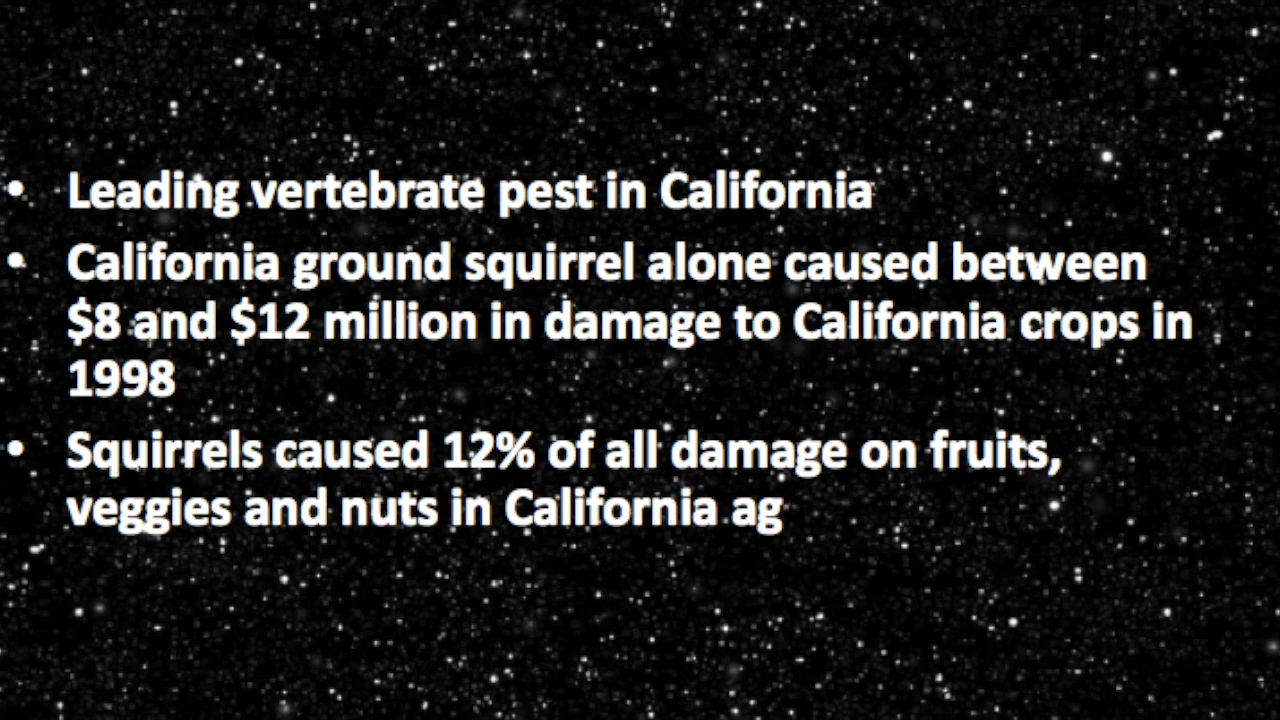 • Leading vertebrate pest in California
• California ground squirrel alone caused between
$8 and $12 million in damage to California crops in
1998
• Squirrels caused 12% of all damage on fruits,
veggies and nuts in California ag